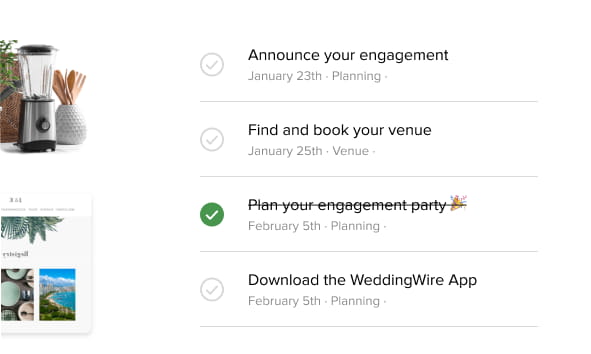 Announce your engagement
January 23th · Planning ·
Find and book your venue
January 25th · Venue ·
Plan your engagement party 🎉
February 5th · Planning ·
Download the WeddingWire App
February 5th · Planning ·